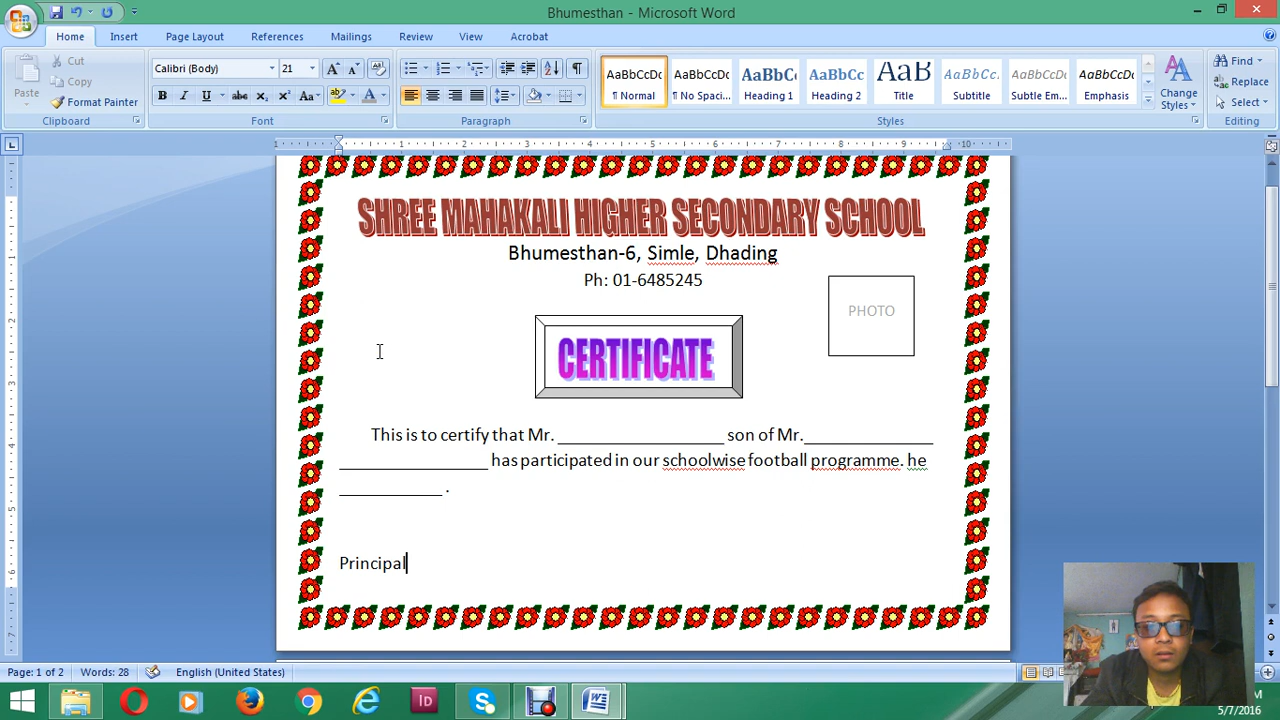 Bhumesthan - Microsoft Word
Home Insert Page Layout References Mailings Review View Acrobat
Paste
Cut
Copy
Format Painter
Clipboard
Calibri (Body) 21
Font
Paragraph
AaBbCcDc AaBbCcDc AaBbCc AaBbCc AaB AaBbCc. AaBbCcDc AaBbCcDc
¶ Normal ¶ No Spaci... Heading 1 Heading 2 Title Subtitle Subtle Em... Emphasis
Change Styles
Styles
Find
Replace
Select
Editing
SHREE MAHAKALI HIGHER SECONDARY SCHOOL
Bhumesthan-6, Simle, Dhading
Ph: 01-6485245
PHOTO
CERTIFICATE
This is to certify that Mr. ___________________ son of Mr._______________
_________________ has participated in our schoolwise football programme. he
____________ .
Principal
Page: 1 of 2 Words: 28 English (United States)
5/7/2016